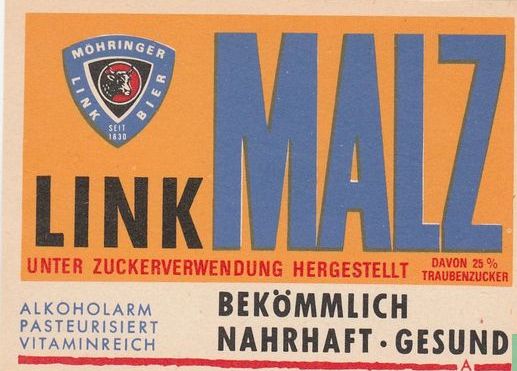 MÖHRINGER
LINK BIER
SEIT
1830
LINK MALZ
UNTER ZUCKERVERWENDUNG HERGESTELLT
DAVON 25 %
TRAUBENZUCKER
ALKOHOLARM
PASTEURISIERT
VITAMINREICH
BEKÖMMLICH
NAHRHAFT · GESUND
A